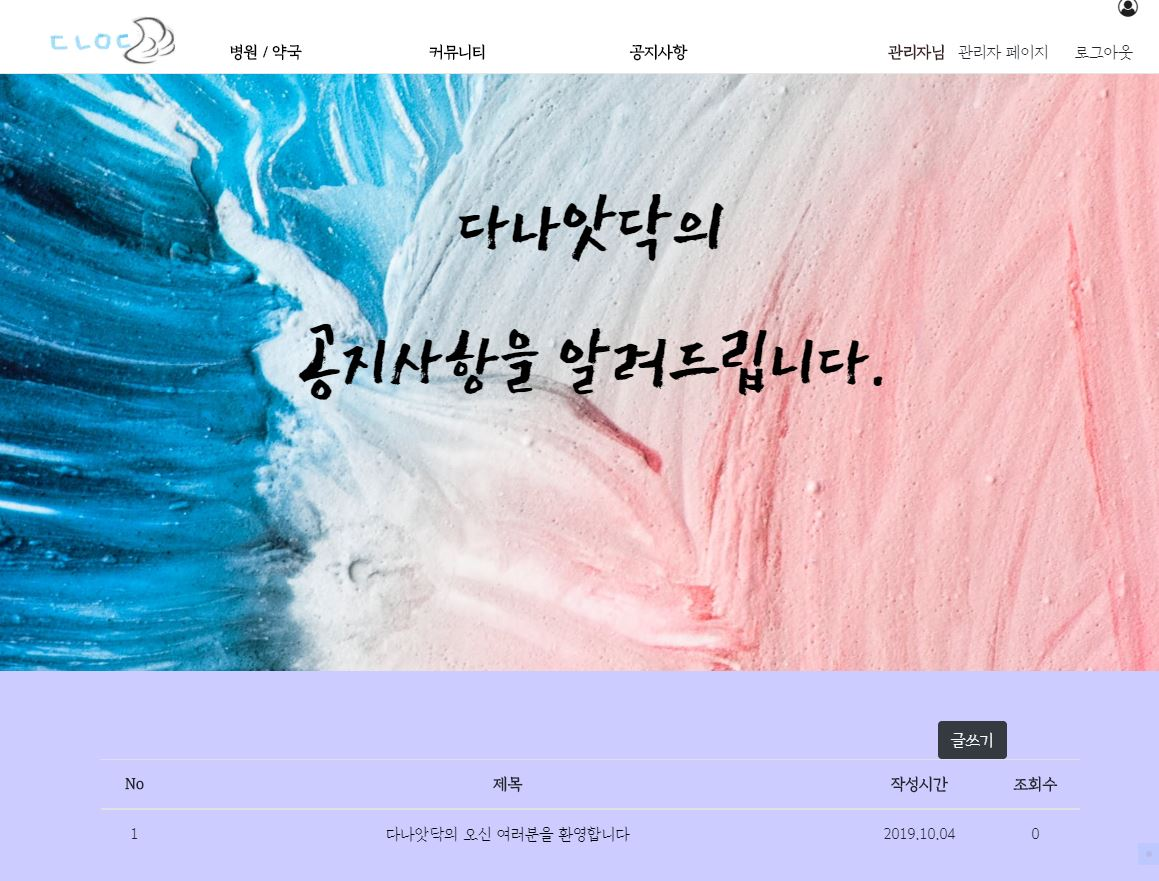 ㄷㄴㅇㄷ
병원 / 약국 커뮤니티 공지사항 관리자님 관리자 페이지 로그아웃
다나앗닥의
공지사항을 알려드립니다.
글쓰기
No 제목 작성시간 조회수
1 다나앗닥의 오신 여러분을 환영합니다 2019.10.04 0